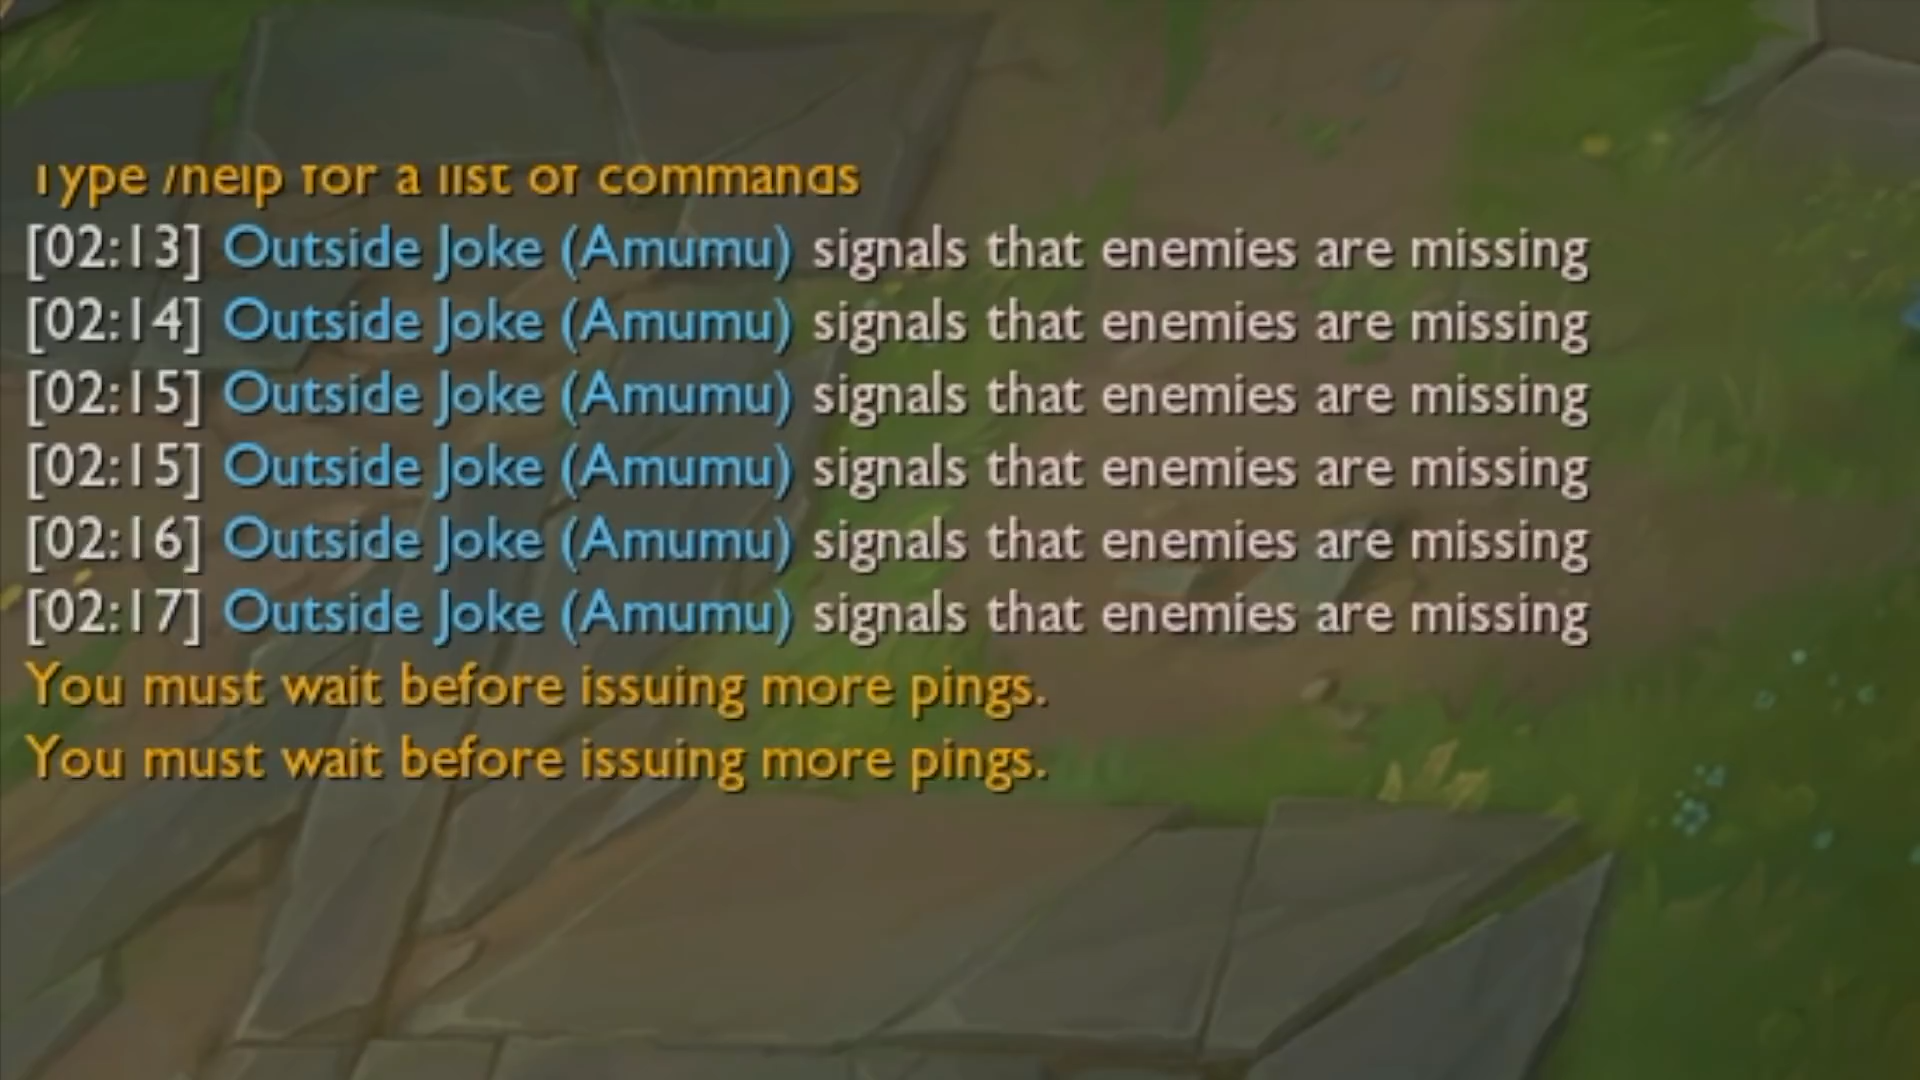 Type /help for a list of commands
[02:13] Outside Joke (Amumu) signals that enemies are missing
[02:14] Outside Joke (Amumu) signals that enemies are missing
[02:15] Outside Joke (Amumu) signals that enemies are missing
[02:15] Outside Joke (Amumu) signals that enemies are missing
[02:16] Outside Joke (Amumu) signals that enemies are missing
[02:17] Outside Joke (Amumu) signals that enemies are missing
You must wait before issuing more pings.
You must wait before issuing more pings.